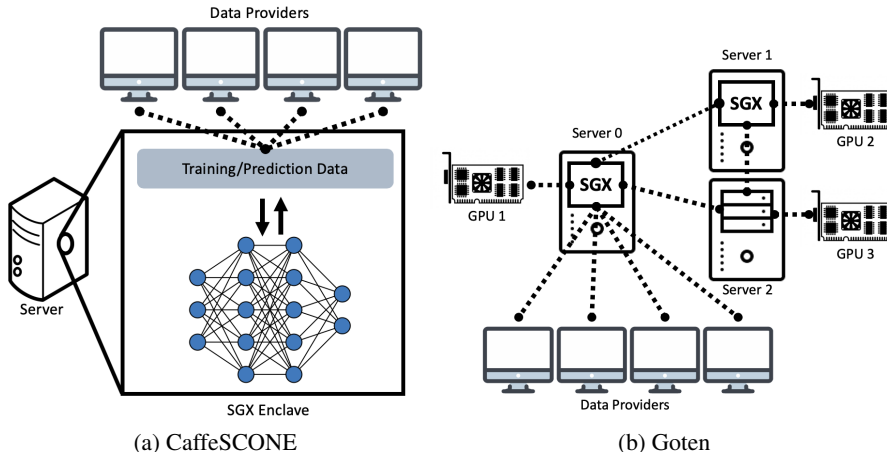 Data Providers
Training/Prediction Data
Server
SGX Enclave
(a) CaffeSCONE
Server 1
SGX
GPU 2
Server 0
SGX
GPU 1
GPU 3
Server 2
Data Providers
(b) Goten